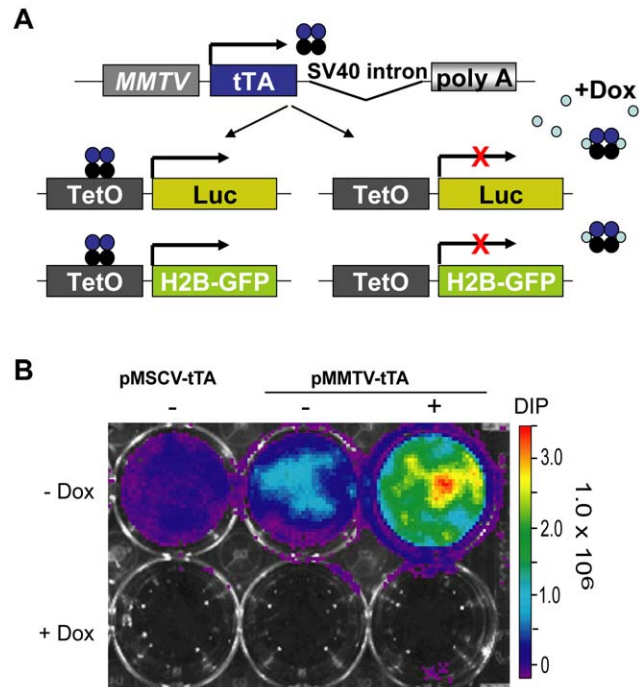 A
MMTV tTA SV40 intron poly A
+Dox
TetO Luc TetO X Luc
TetO H2B-GFP TetO X H2B-GFP
B
pMSCV-tTA pMMTV-tTA
- - + DIP
- Dox
+ Dox
3.0
2.0
1.0
0
1.0 x 10⁶